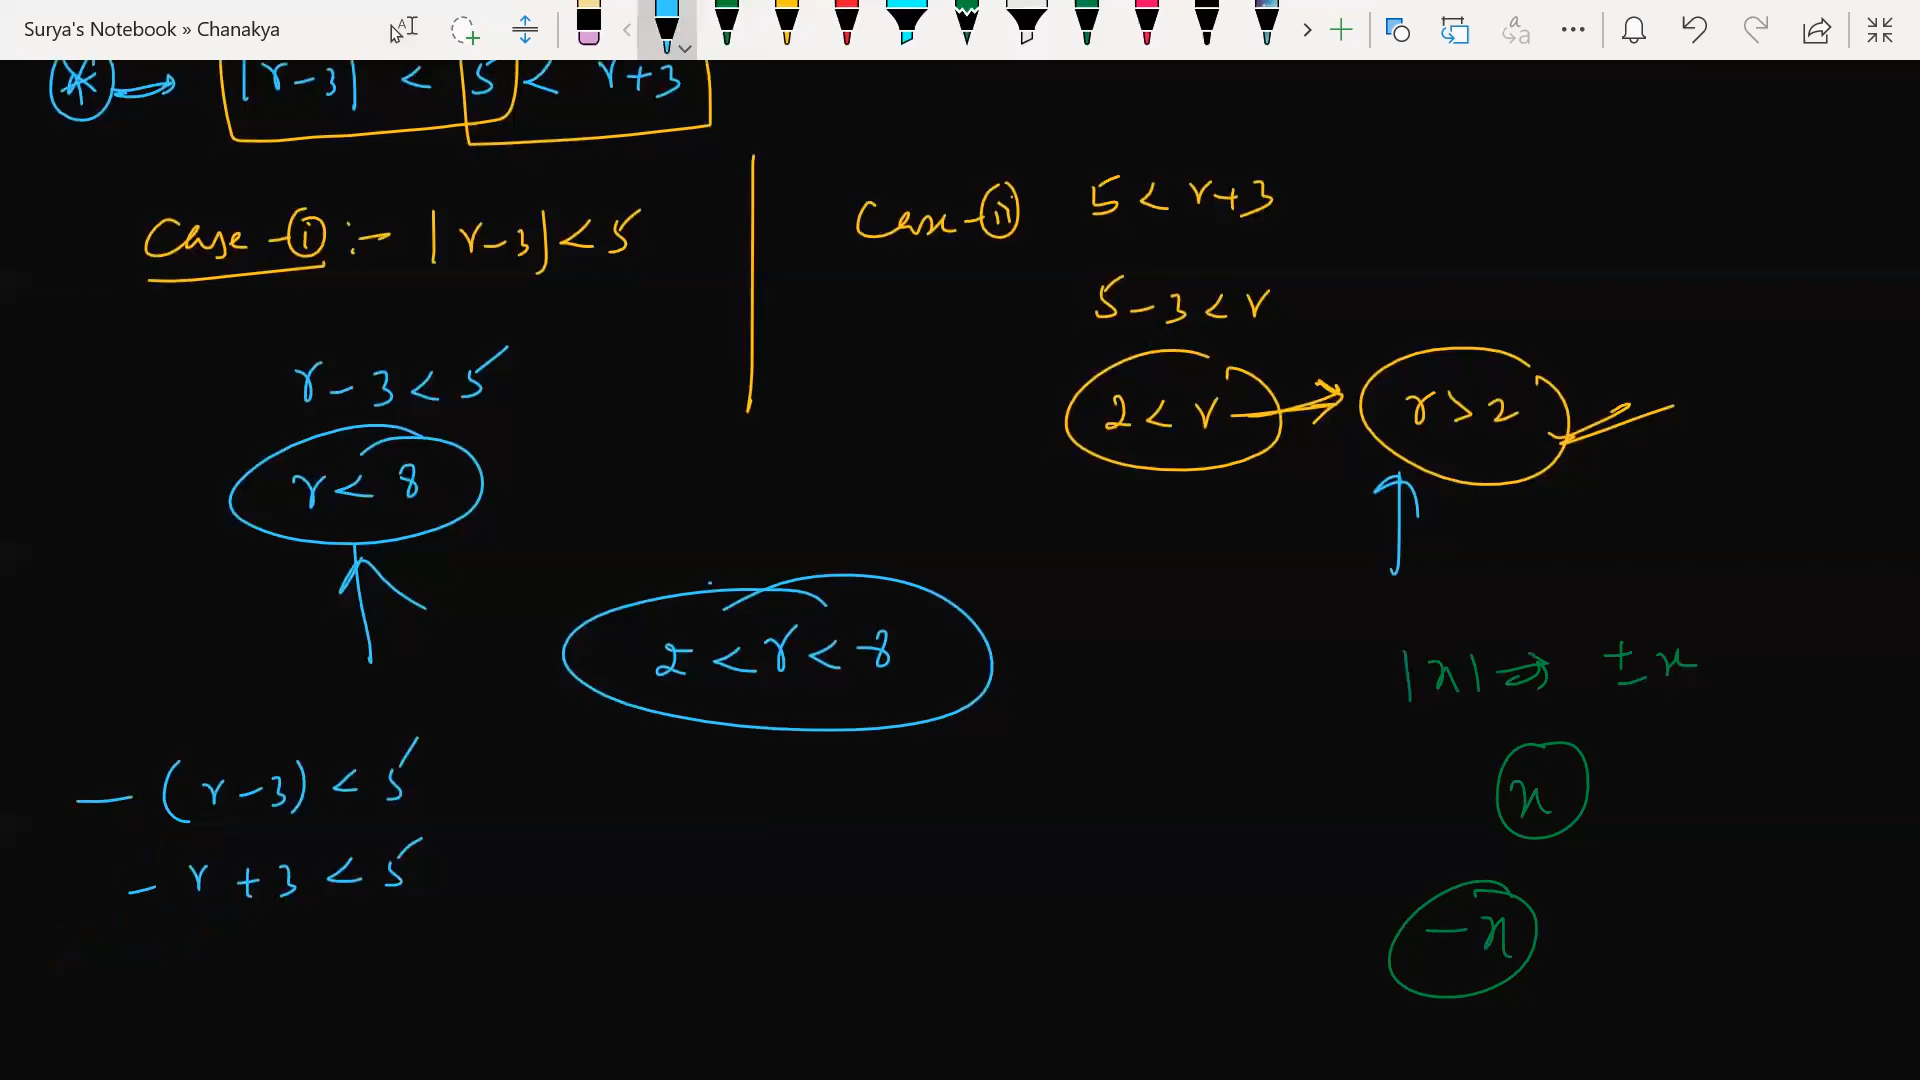 Surya's Notebook » Chanakya
|r-3| < 5 < r+3
Case - (i) :- |r-3| < 5
r-3 < 5
r < 8
Case - (ii) 5 < r+3
5-3 < r
2 < r → r > 2
2 < r < 8
|x| ⇒ ± x
x
-x
-(r-3) < 5
-r+3 < 5